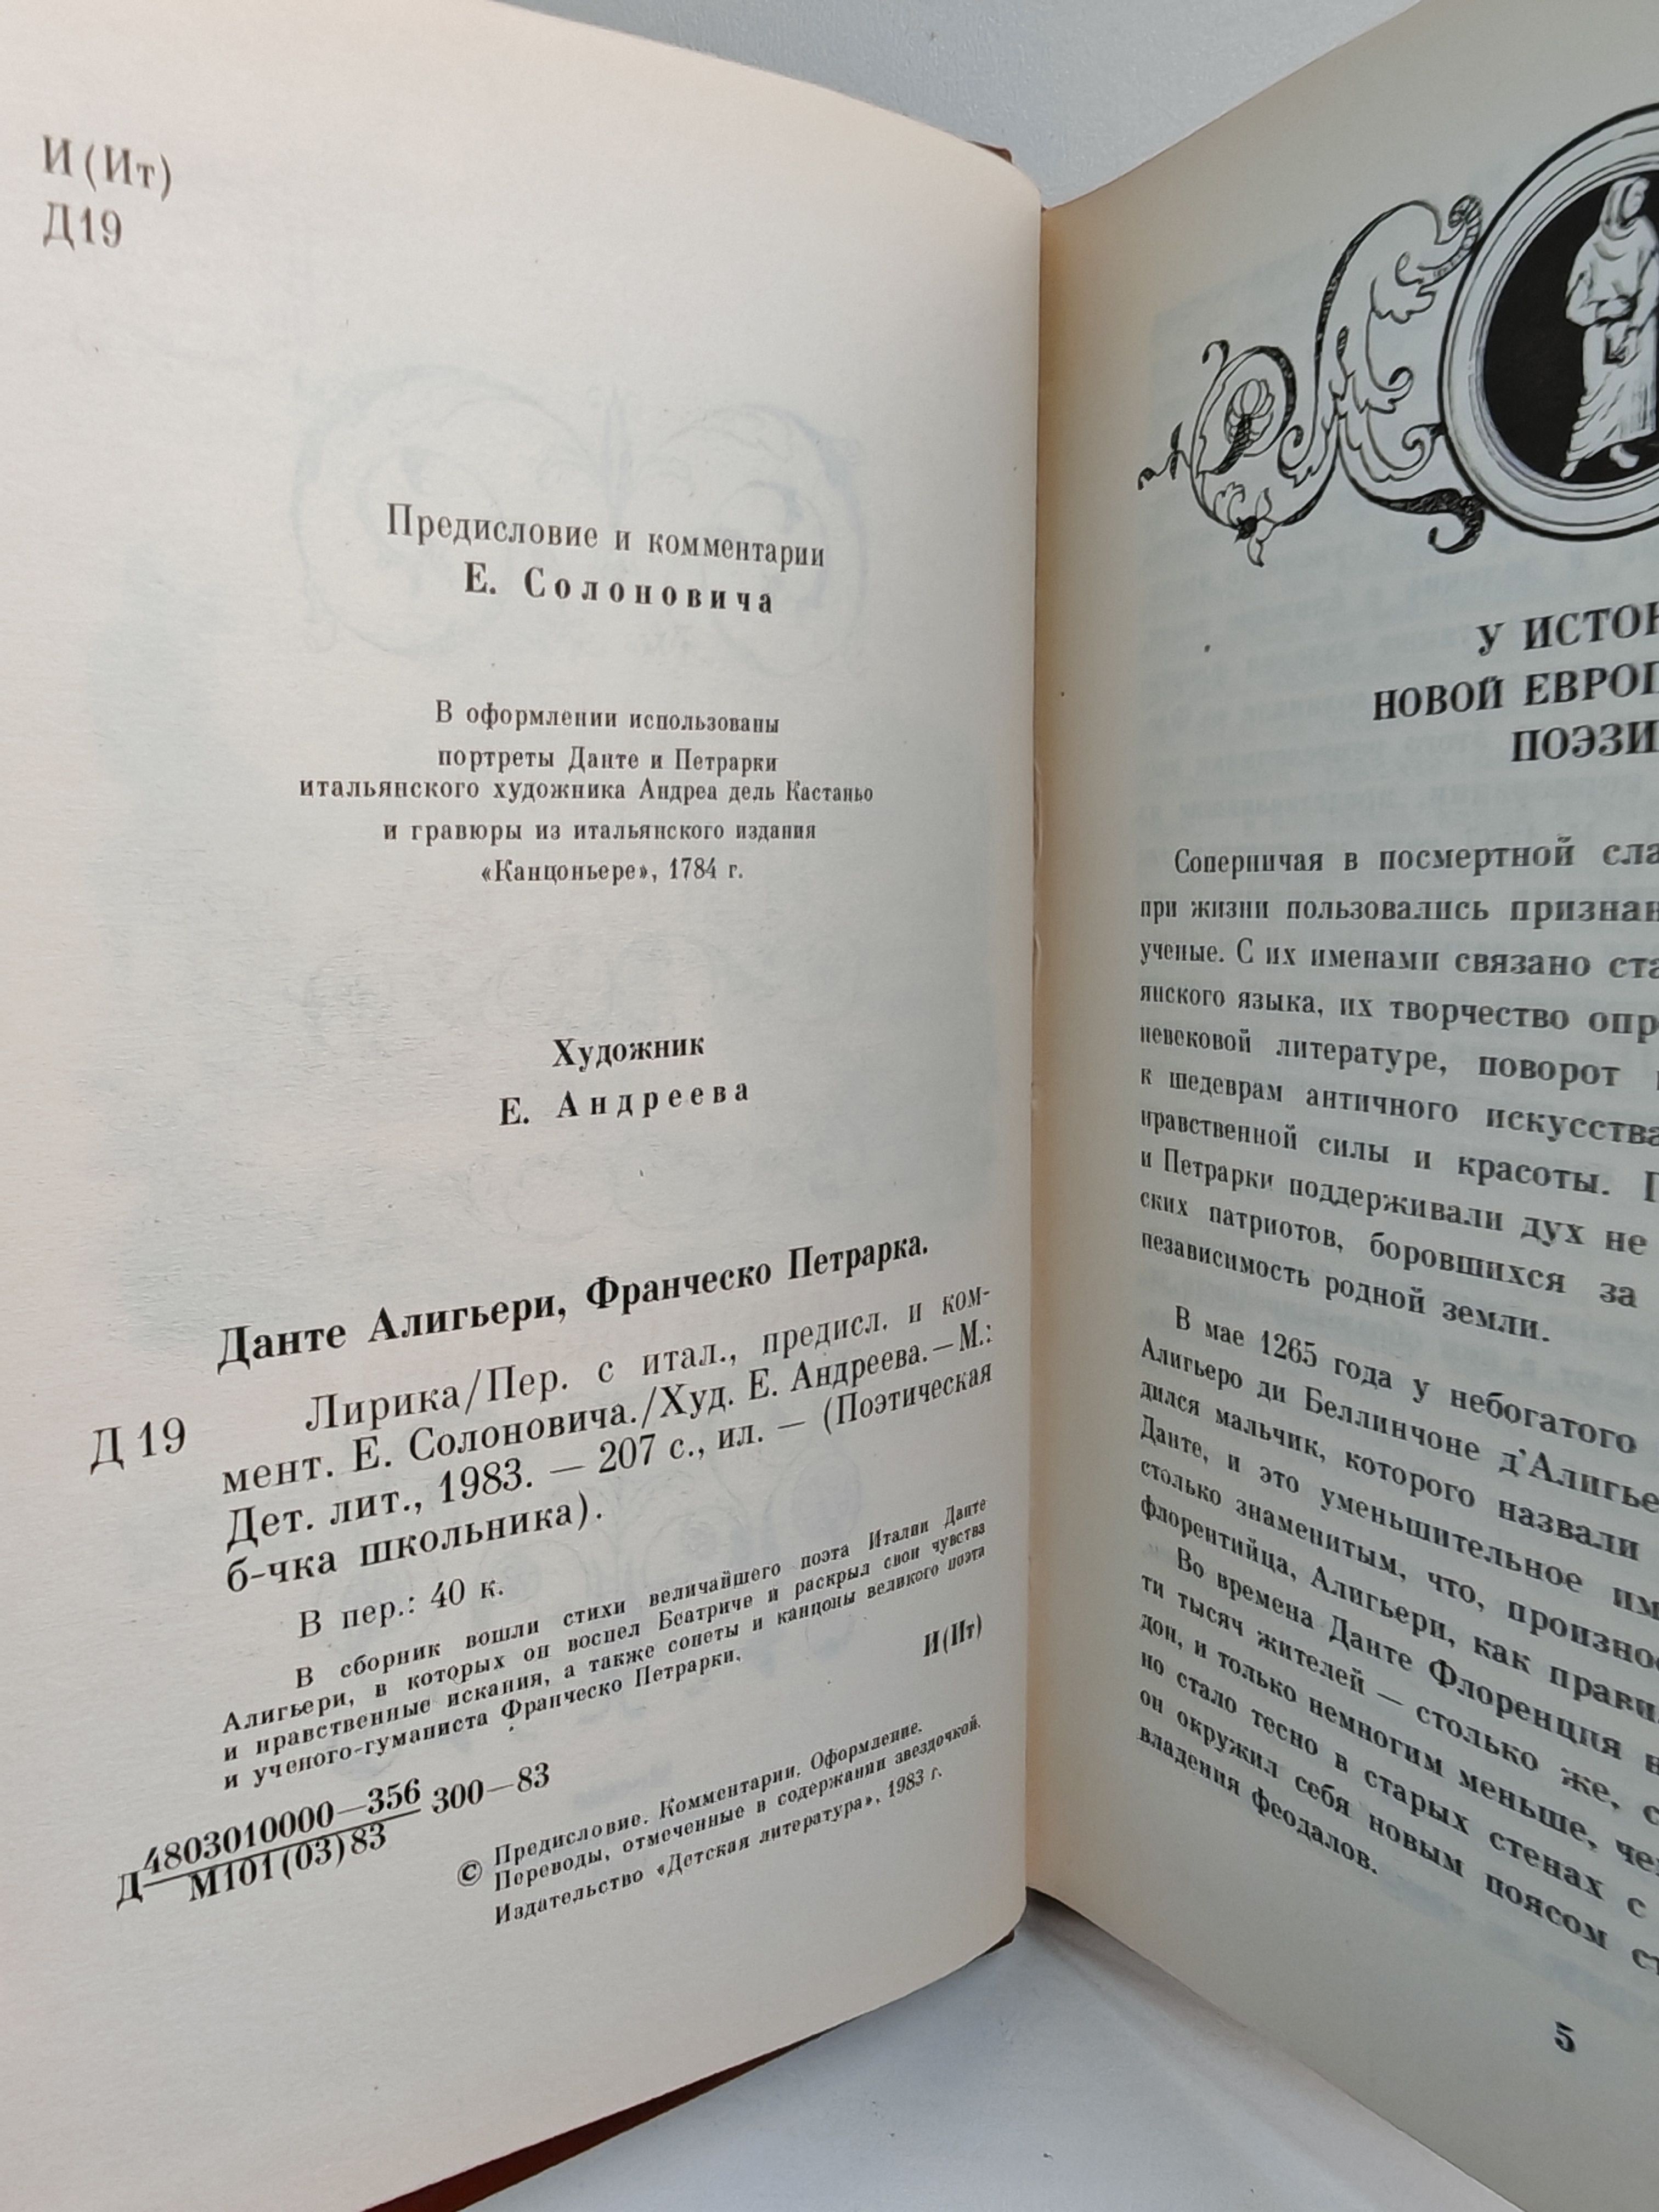 И(Ит)
Д19
Предисловие и комментарии
Е. Солоновича
В оформлении использованы
портреты Данте и Петрарки
итальянского художника Андреа дель Кастаньо
и гравюры из итальянского издания
«Канцоньере», 1784 г.
Художник
Е. Андреева
Данте Алигьери, Франческо Петрарка.
Лирика/Пер. с итал., предисл. и ком-
Д 19 мент. Е. Солоновича./Худ. Е. Андреева.—М.:
Дет. лит., 1983. — 207 с., ил. — (Поэтическая
б-чка школьника).
В пер.: 40 к.
В сборник вошли стихи величайшего поэта Италии Данте
Алигьери, в которых он воспел Беатриче и раскрыл свои чувства
и нравственные искания, а также сонеты и канцоны великого поэта
и ученого-гуманиста Франческо Петрарки.
И(Ит)
Д 4803010000—356 300—83
М101(03)83
© Предисловие. Комментарии. Оформление.
Переводы, отмеченные в содержании звездочкой.
Издательство «Детская литература», 1983 г.
У ИСТОК
НОВОЙ ЕВРОП
ПОЭЗИ
Соперничая в посмертной сла
при жизни пользовались признан
ученые. С их именами связано ста
янского языка, их творчество опр
невековой литературе, поворот
к шедеврам античного искусства
нравственной силы и красоты. П
и Петрарки поддерживали дух не
ских патриотов, боровшихся за
независимость родной земли.
В мае 1265 года у небогатого
Алигьеро ди Беллинчоне д'Алигье
дился мальчик, которого назвали
Данте, и это уменьшительное им
столько знаменитым, что, произнос
флорентийца, Алигьери, как прави
Во времена Данте Флоренция н
ти тысяч жителей — столько же, с
дон, и только немногим меньше, че
но стало тесно в старых стенах с
он окружил себя новым поясом ст
владения феодалов.
5